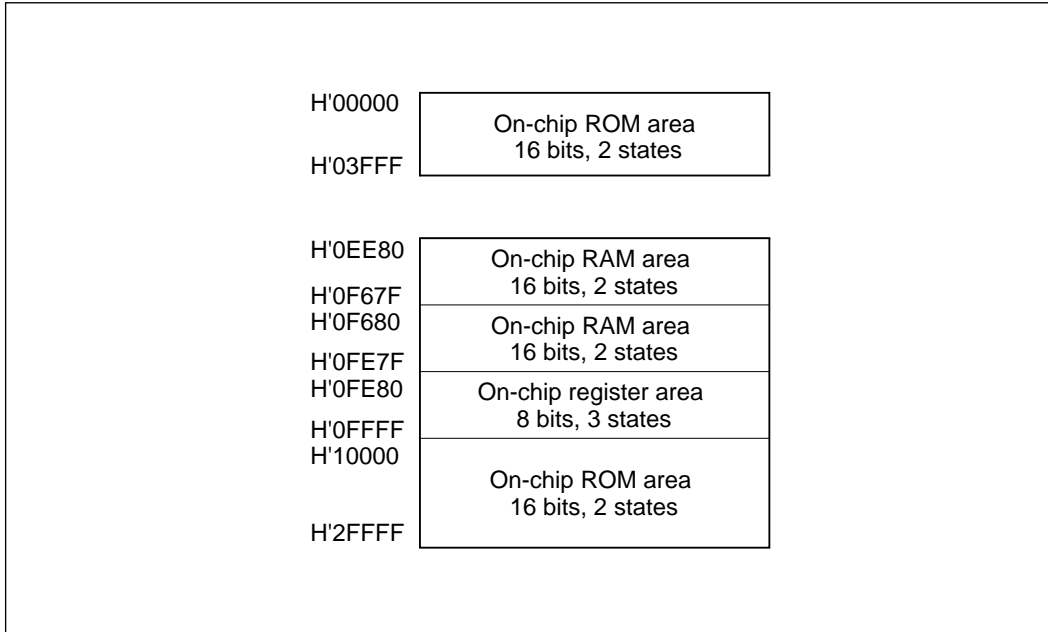 H'00000
On-chip ROM area
16 bits, 2 states
H'03FFF
H'0EE80
On-chip RAM area
16 bits, 2 states
H'0F67F
H'0F680
On-chip RAM area
16 bits, 2 states
H'0FE7F
H'0FE80
On-chip register area
8 bits, 3 states
H'0FFFF
H'10000
On-chip ROM area
16 bits, 2 states
H'2FFFF